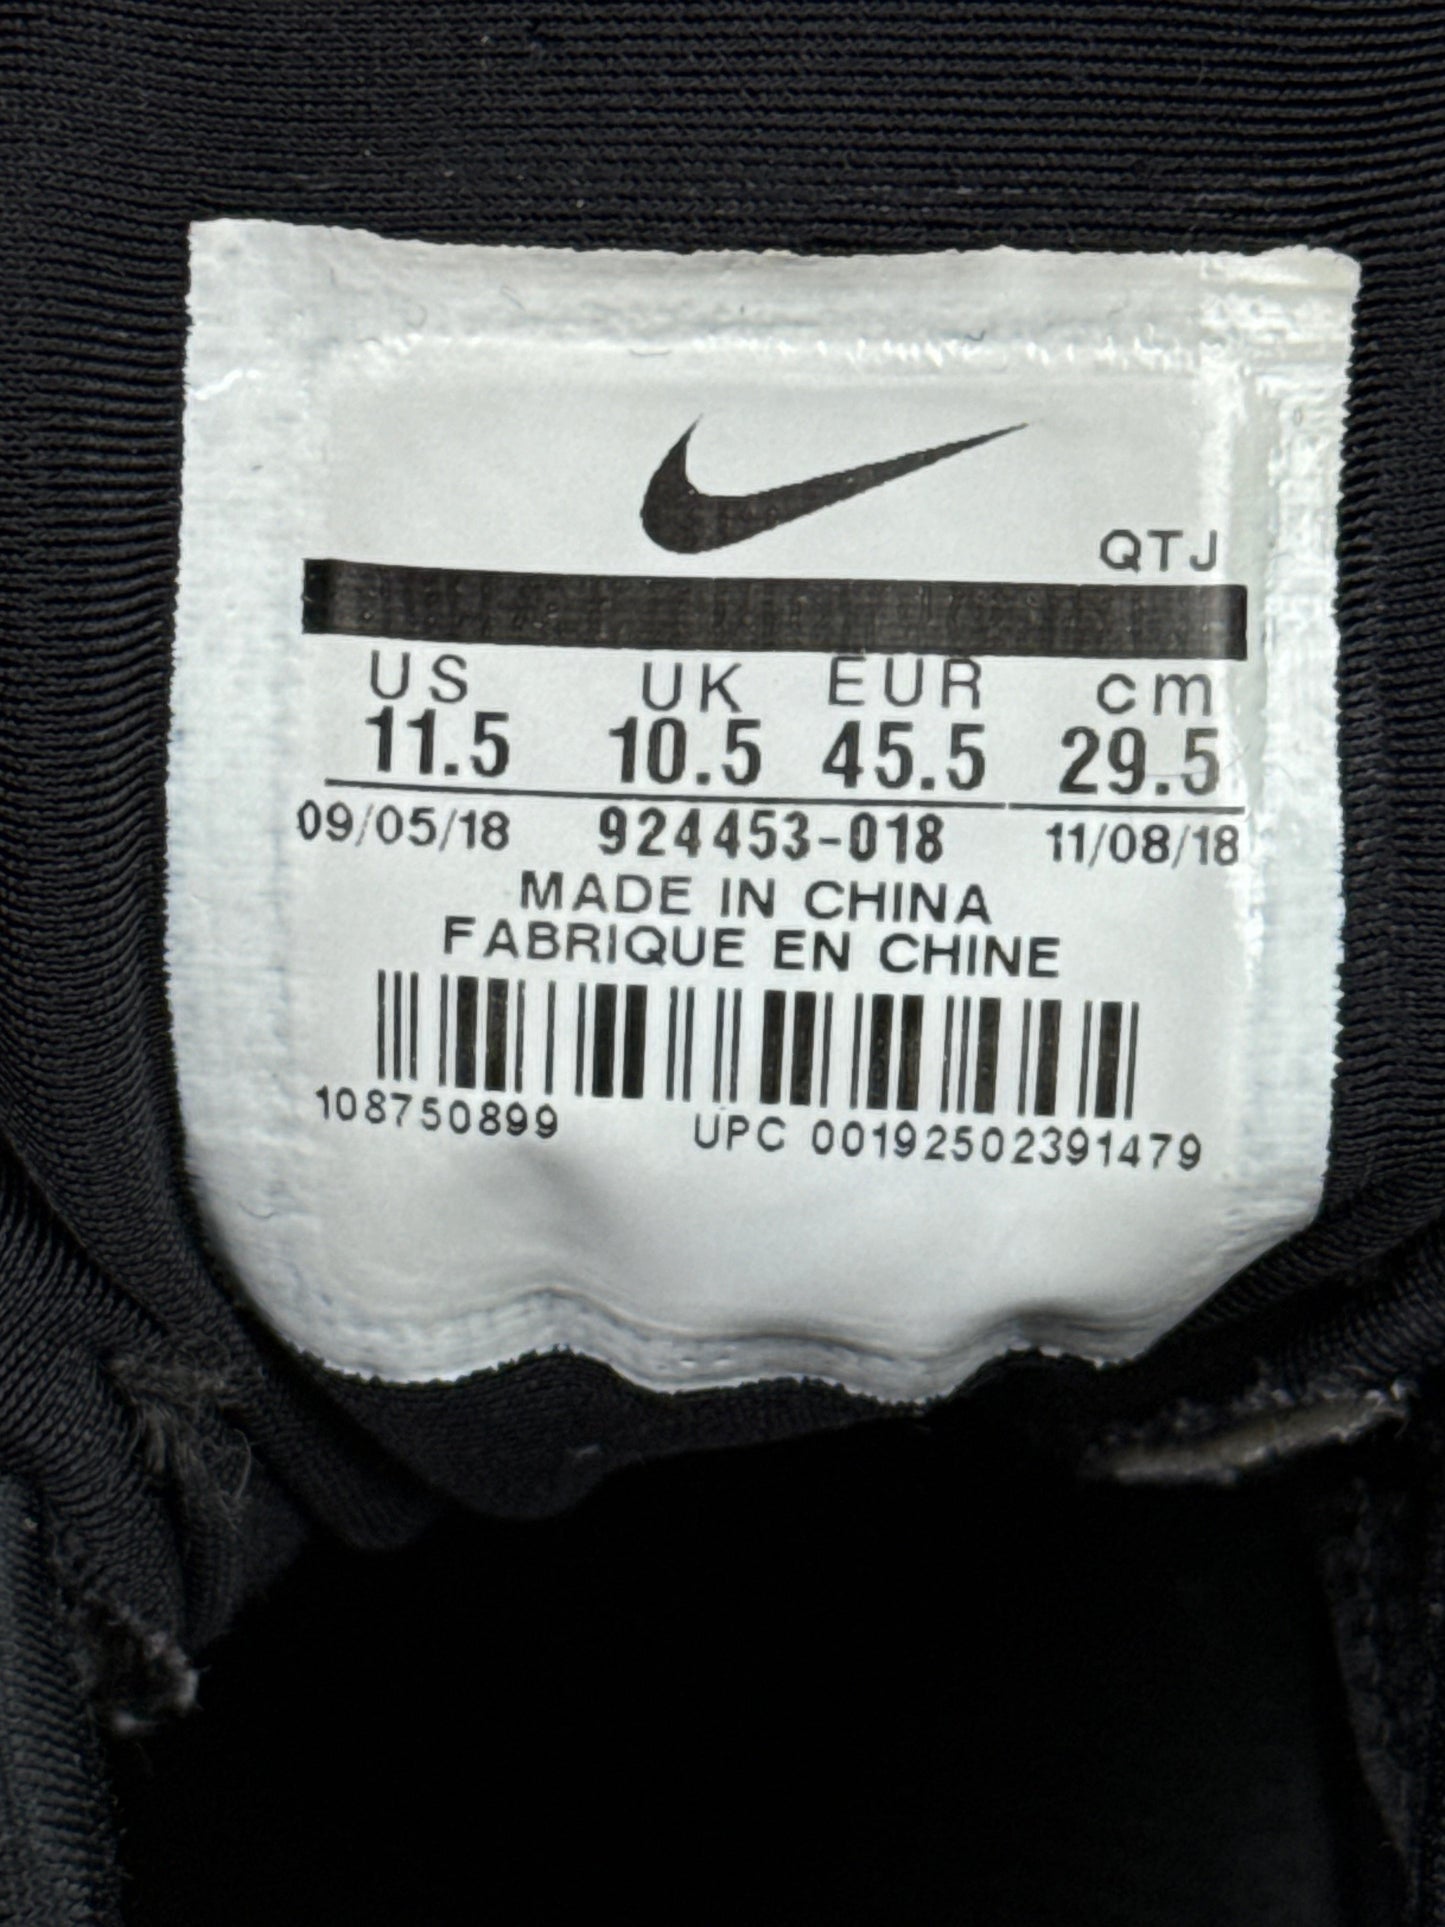 QTJ
US UK EUR cm
11.5 10.5 45.5 29.5
09/05/18 924453-018 11/08/18
MADE IN CHINA
FABRIQUE EN CHINE
108750899 UPC 00192502391479